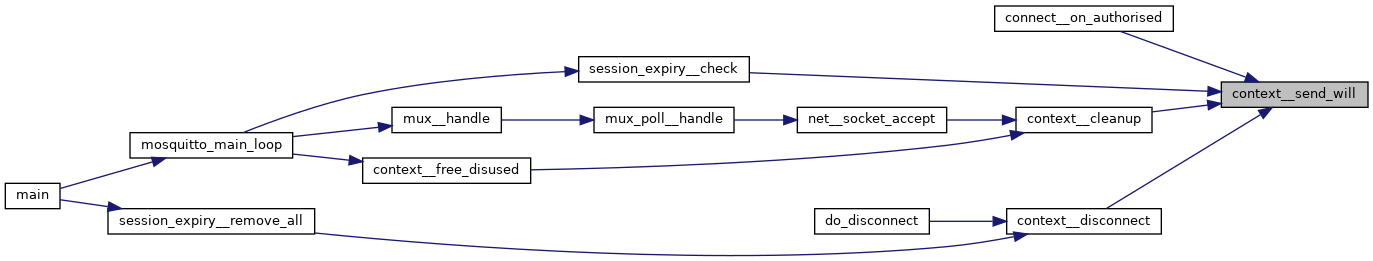 connect__on_authorised
session_expiry__check
context__send_will
mux__handle
mux_poll__handle
net__socket_accept
context__cleanup
mosquitto_main_loop
context__free_disused
main
session_expiry__remove_all
do_disconnect
context__disconnect